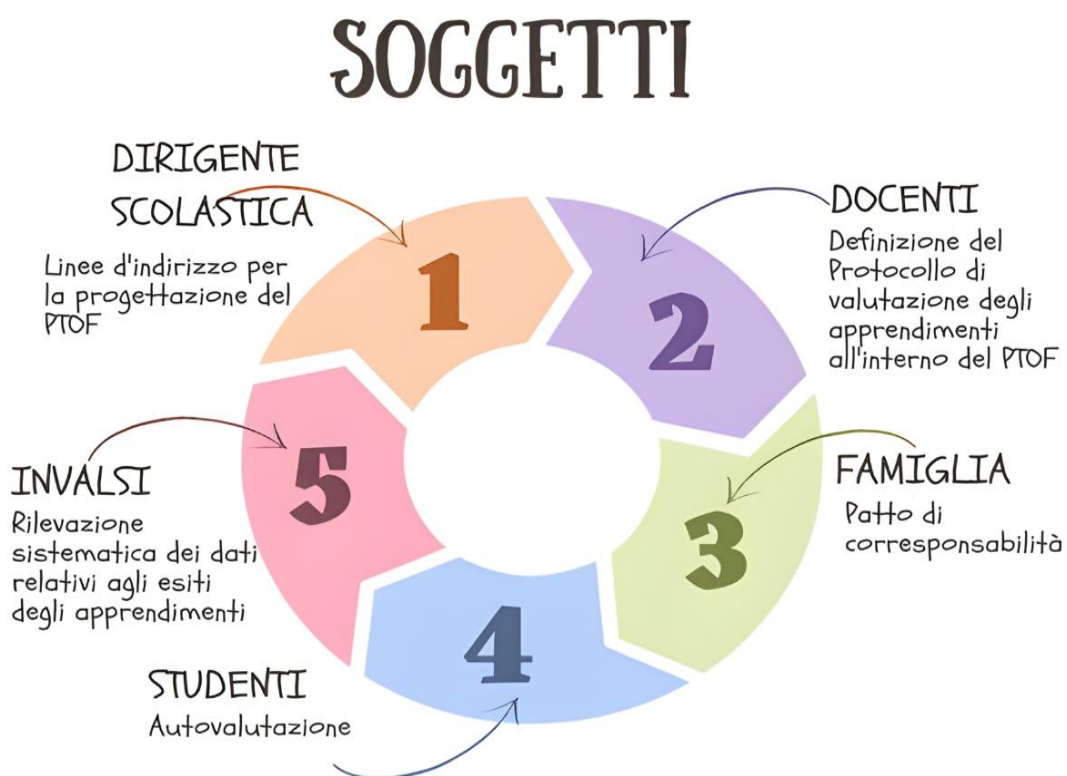 SOGGETTI
DIRIGENTE
SCOLASTICA
Linee d'indirizzo per
la progettazione del
PTOF
1
DOCENTI
Definizione del
Protocollo di
valutazione degli
apprendimenti
all'interno del PTOF
2
FAMIGLIA
Patto di
corresponsabilità
3
STUDENTI
Autovalutazione
4
INVALSI
Rilevazione
sistematica dei dati
relativi agli esiti
degli apprendimenti
5